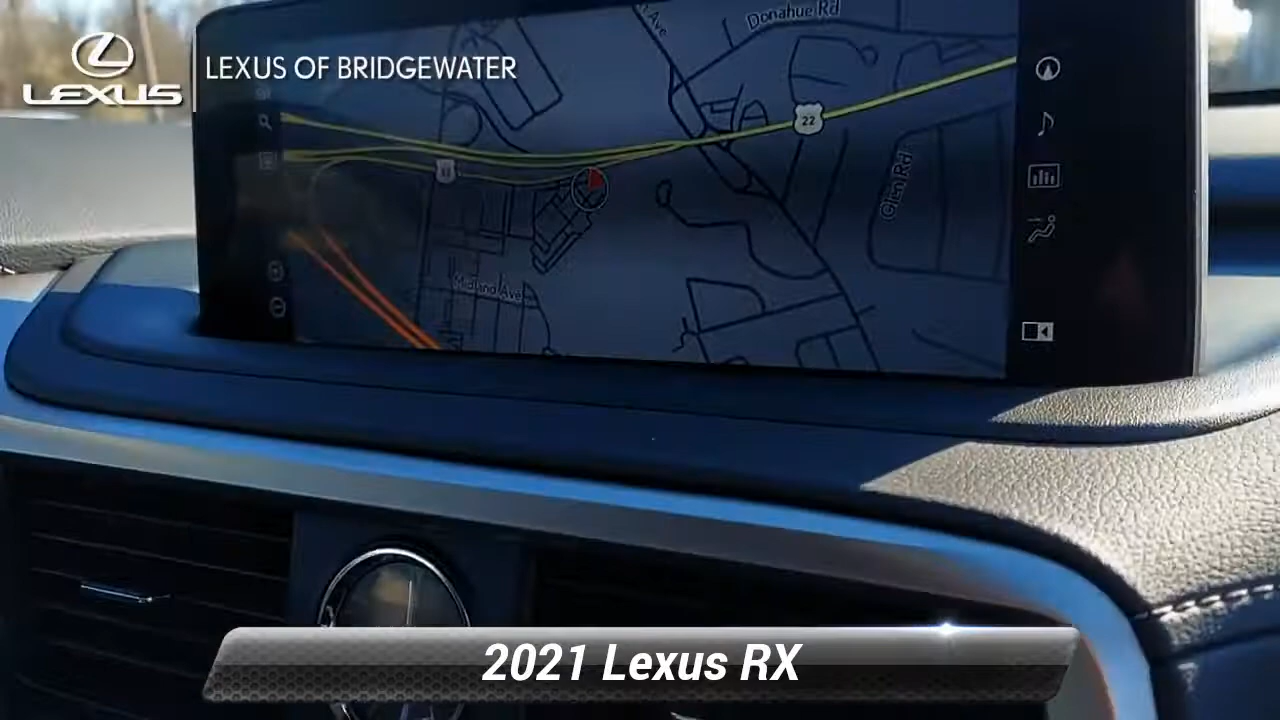 Donahue Rd
LEXUS
LEXUS OF BRIDGEWATER
22
Glen Rd
Midland Ave
2021 Lexus RX